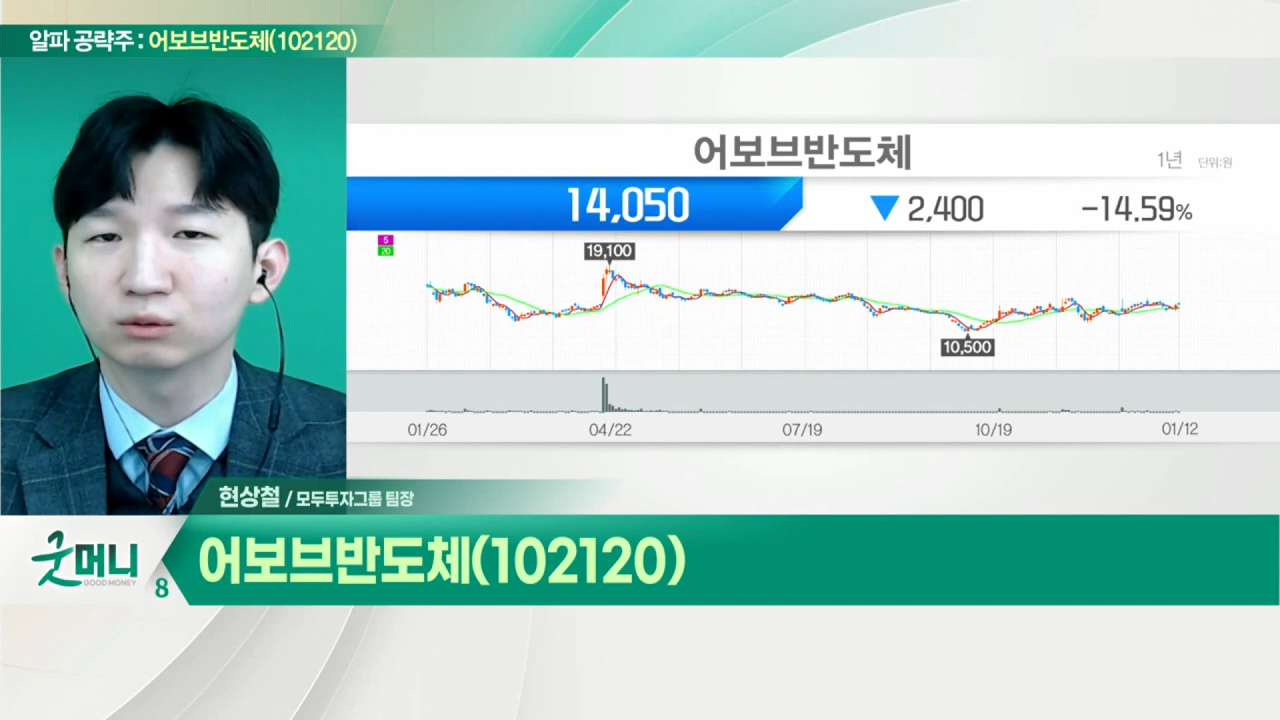 알파 공략주 : 어보브반도체(102120)
어보브반도체
1년 단위:원
14,050 ▼ 2,400 -14.59%
5
20
19,100
10,500
01/26 04/22 07/19 10/19 01/12
현상철 / 모두투자그룹 팀장
굿머니
GOOD MONEY
8
어보브반도체(102120)